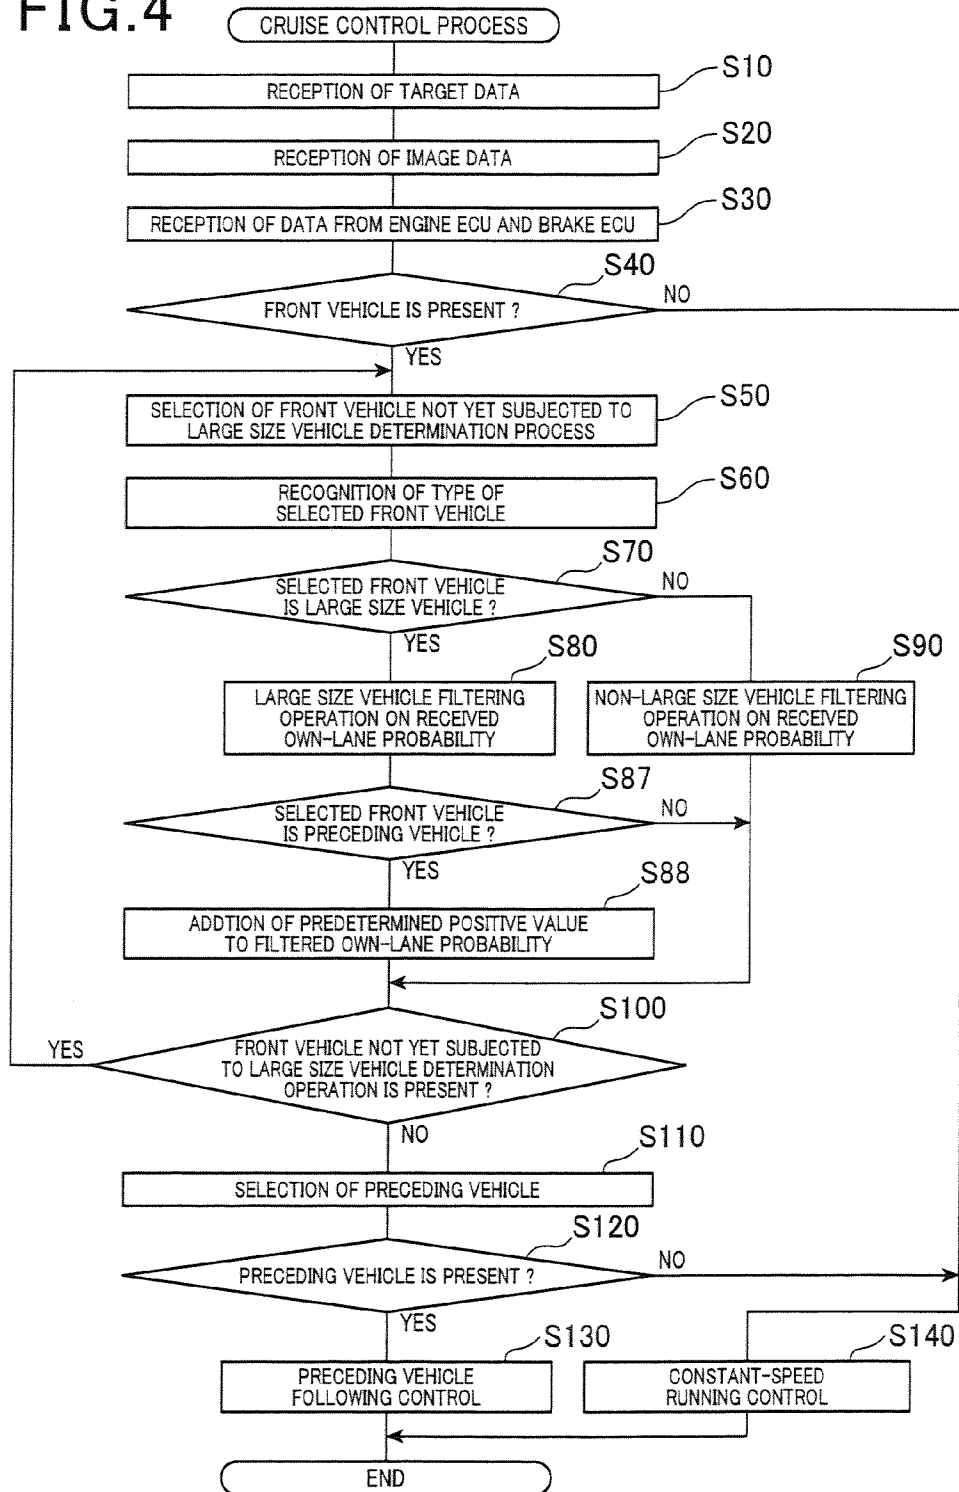 FIG.4
CRUISE CONTROL PROCESS
S10
RECEPTION OF TARGET DATA
S20
RECEPTION OF IMAGE DATA
S30
RECEPTION OF DATA FROM ENGINE ECU AND BRAKE ECU
S40
FRONT VEHICLE IS PRESENT ?
NO
YES
S50
SELECTION OF FRONT VEHICLE NOT YET SUBJECTED TO
LARGE SIZE VEHICLE DETERMINATION PROCESS
S60
RECOGNITION OF TYPE OF
SELECTED FRONT VEHICLE
S70
SELECTED FRONT VEHICLE
IS LARGE SIZE VEHICLE ?
NO
YES
S80
LARGE SIZE VEHICLE FILTERING
OPERATION ON RECEIVED
OWN-LANE PROBABILITY
S90
NON-LARGE SIZE VEHICLE FILTERING
OPERATION ON RECEIVED
OWN-LANE PROBABILITY
S87
SELECTED FRONT VEHICLE
IS PRECEDING VEHICLE ?
NO
YES
S88
ADDTION OF PREDETERMINED POSITIVE VALUE
TO FILTERED OWN-LANE PROBABILITY
S100
YES
FRONT VEHICLE NOT YET SUBJECTED
TO LARGE SIZE VEHICLE DETERMINATION
OPERATION IS PRESENT ?
NO
S110
SELECTION OF PRECEDING VEHICLE
S120
PRECEDING VEHICLE IS PRESENT ?
NO
YES
S130
PRECEDING VEHICLE
FOLLOWING CONTROL
S140
CONSTANT-SPEED
RUNNING CONTROL
END